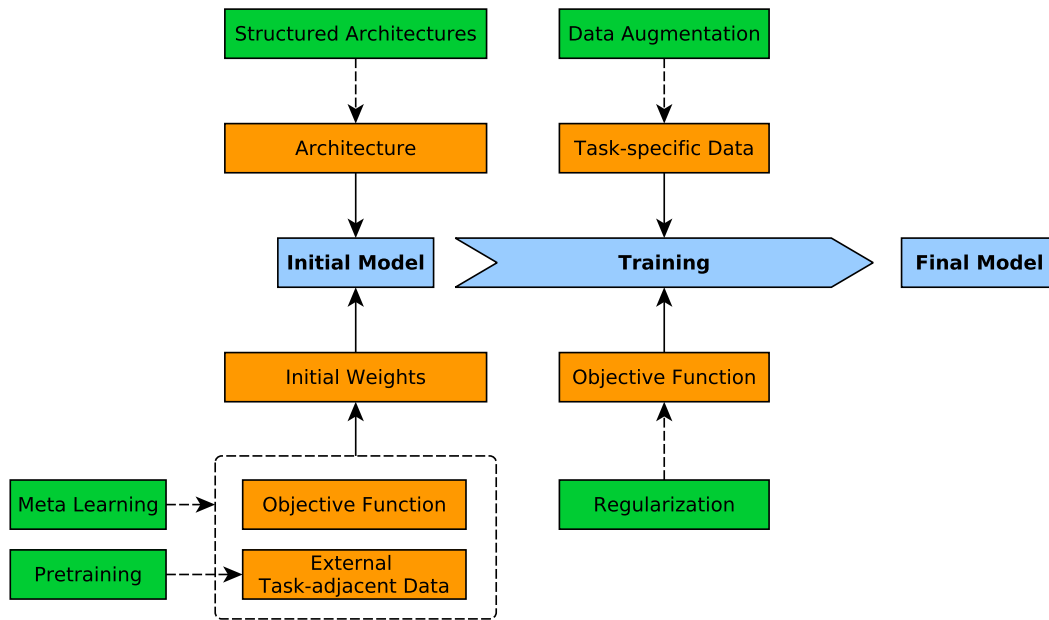 Structured Architectures
Data Augmentation
Architecture
Task-specific Data
Initial Model
Training
Final Model
Initial Weights
Objective Function
Meta Learning
Objective Function
Regularization
Pretraining
External
Task-adjacent Data